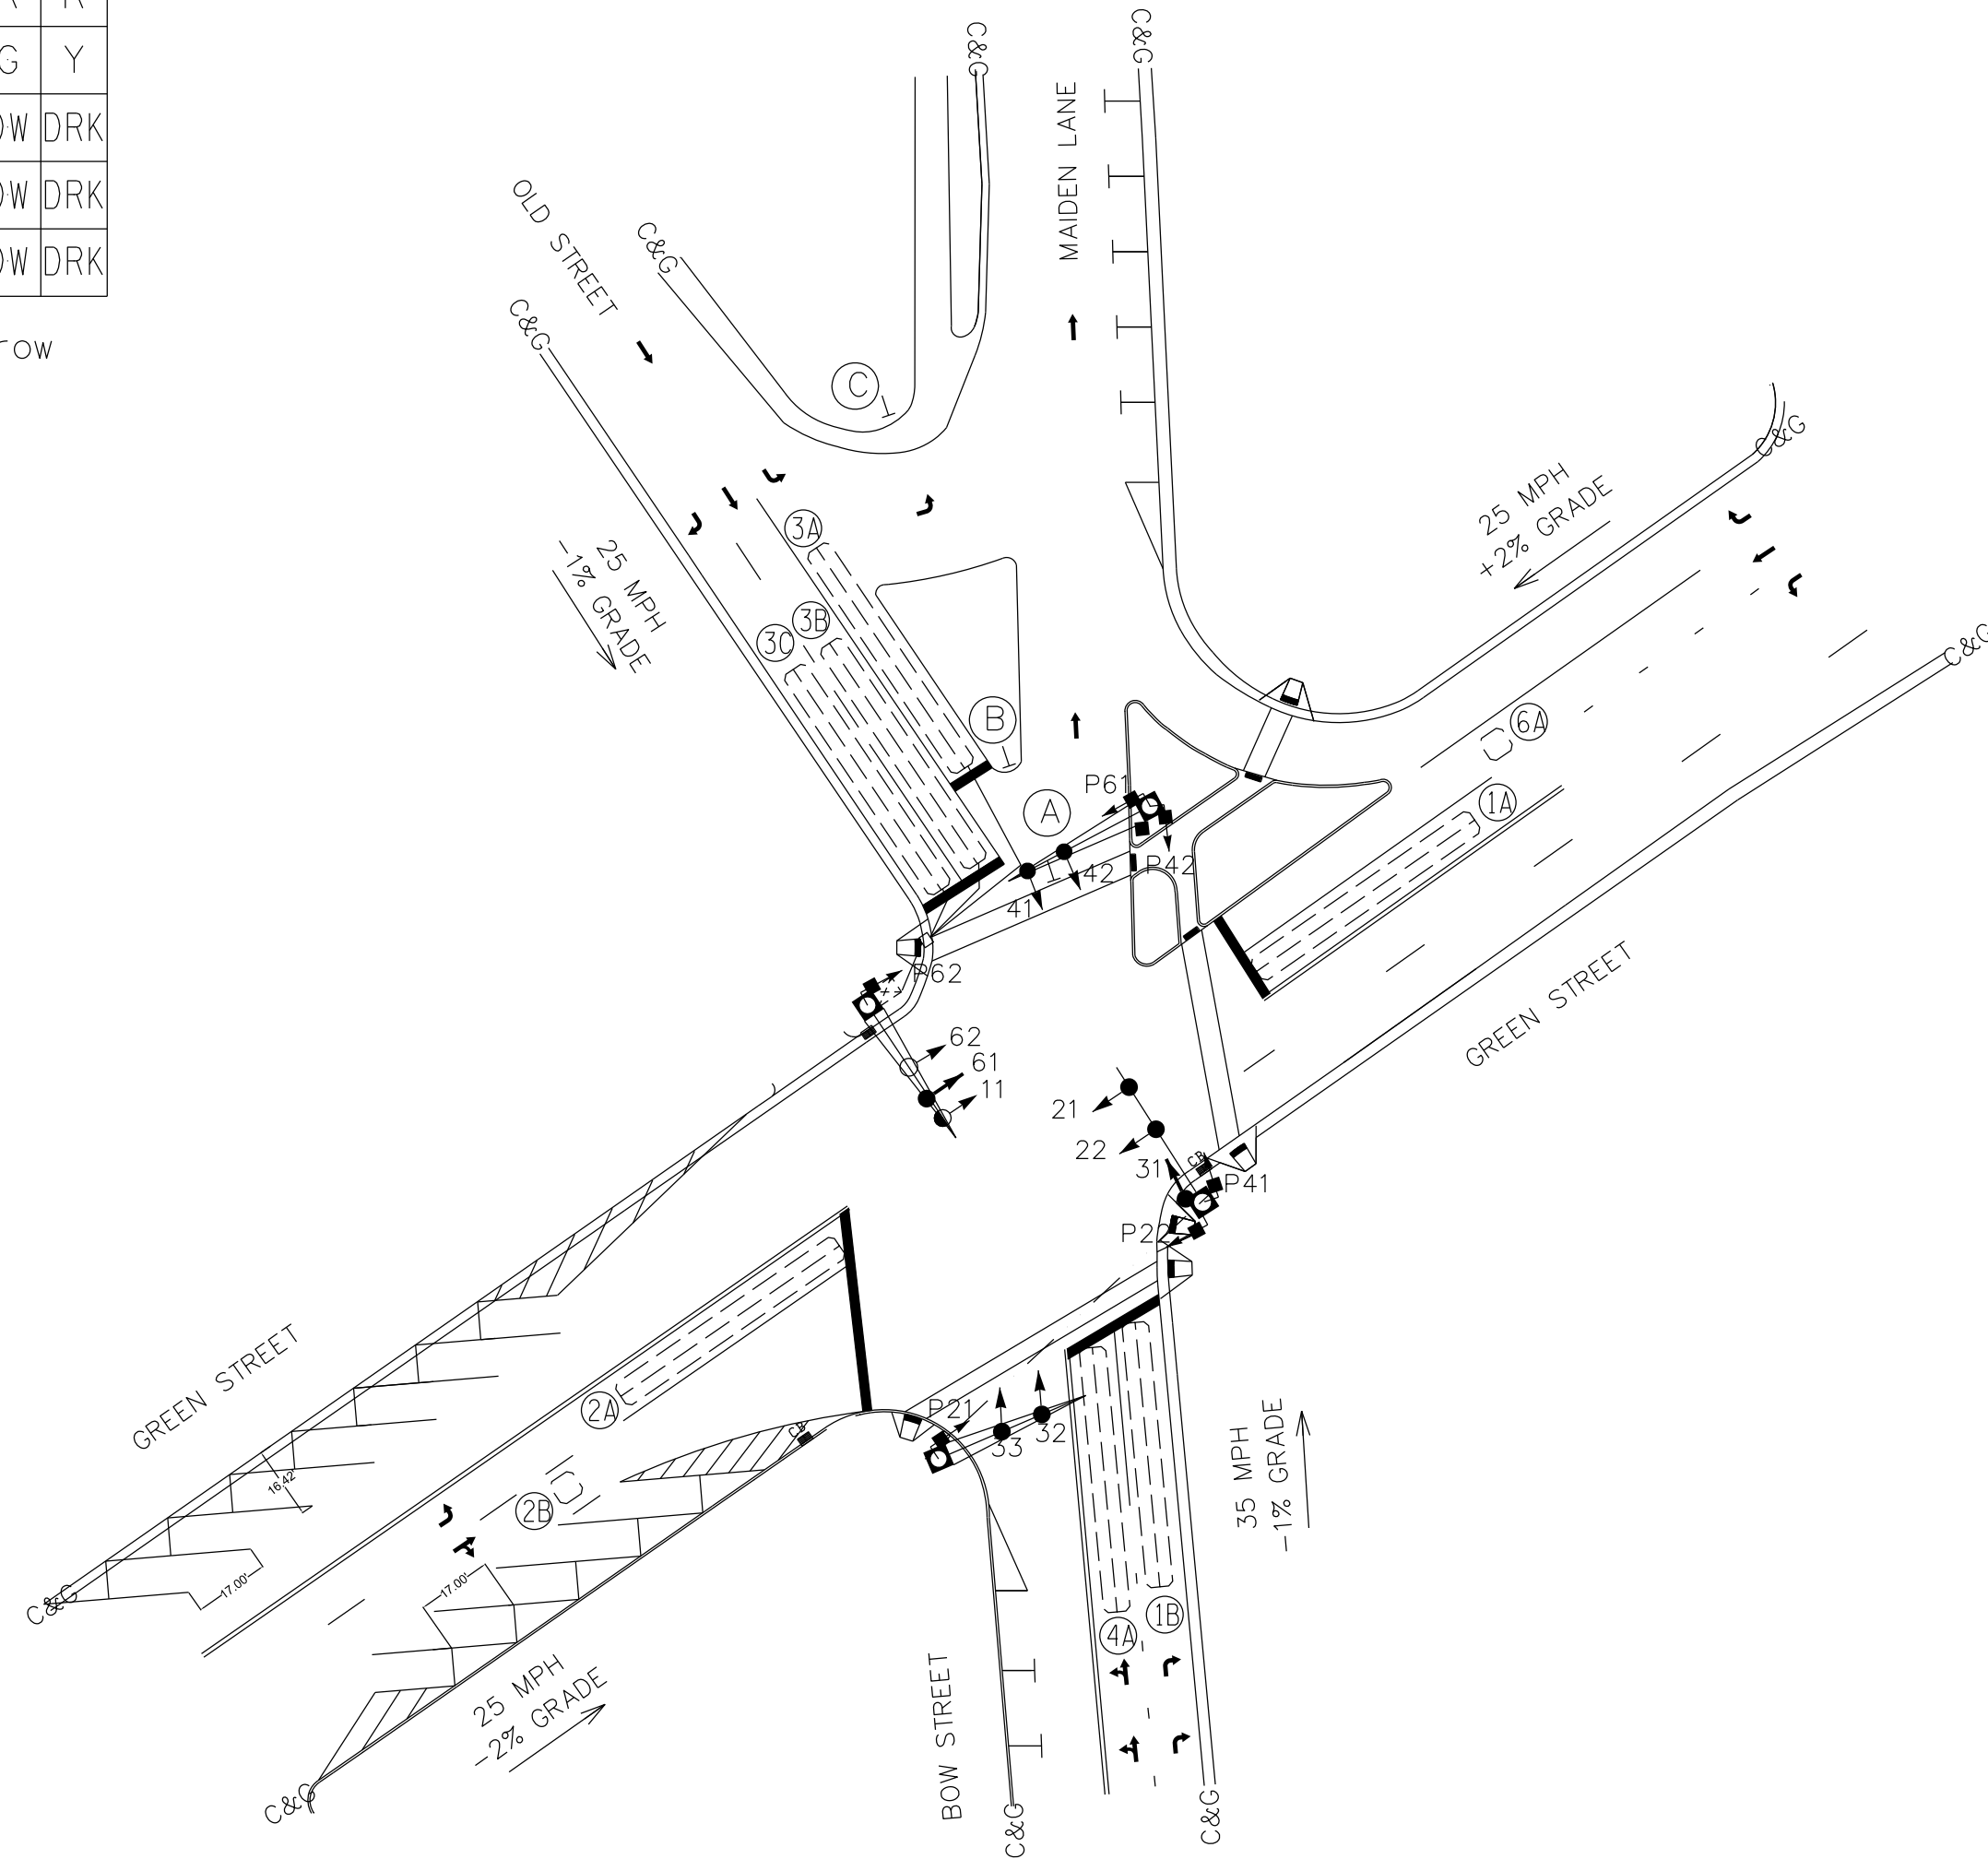 R
G Y
DRK
DRK
DRK
row
C&G
C&G
MAIDEN LANE
OLD STREET
C&G
C&G
C
25 MPH
-1% GRADE
3A
3B
3C
B
A
P61
P42
42
41
P62
62
61
11
21
22
31
CB
P41
P22
25 MPH
+2% GRADE
C&G
C&G
6A
1A
GREEN STREET
GREEN STREET
2A
2B
16.42'
17.00'
17.00'
CB
P21
33
32
C&G
25 MPH
-2% GRADE
C&G
BOW STREET
C&G
4A
1B
35 MPH
-1% GRADE
C&G